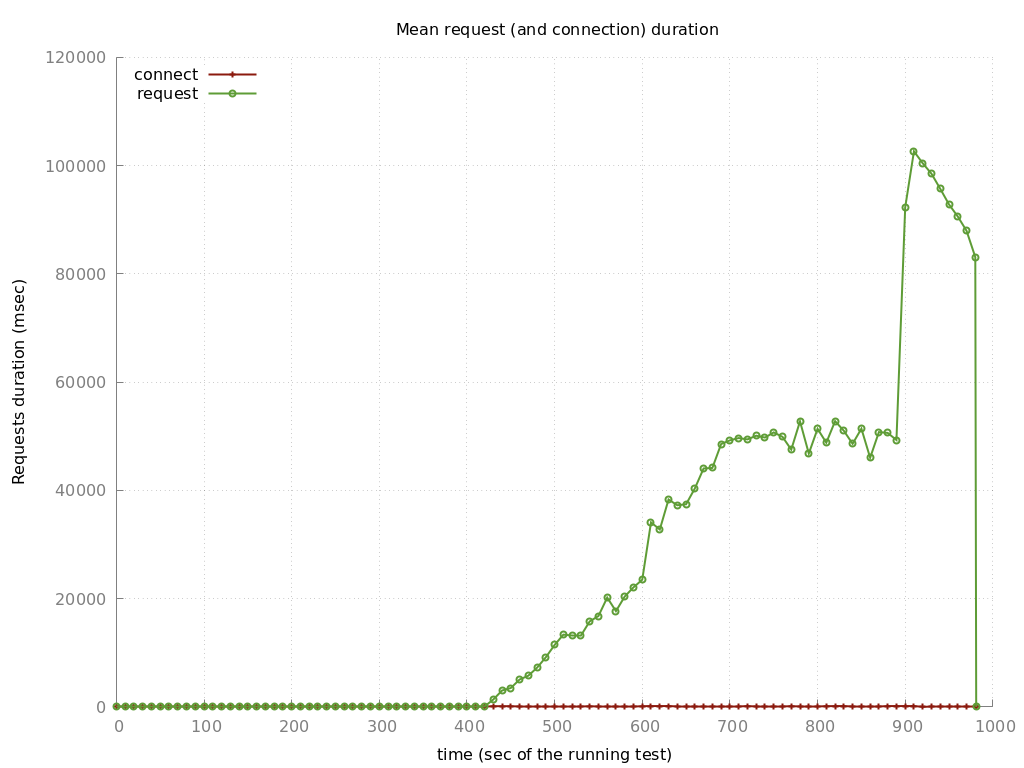 Mean request (and connection) duration
120000
connect
request
100000
80000
60000
40000
20000
0
Requests duration (msec)
0 100 200 300 400 500 600 700 800 900 1000
time (sec of the running test)